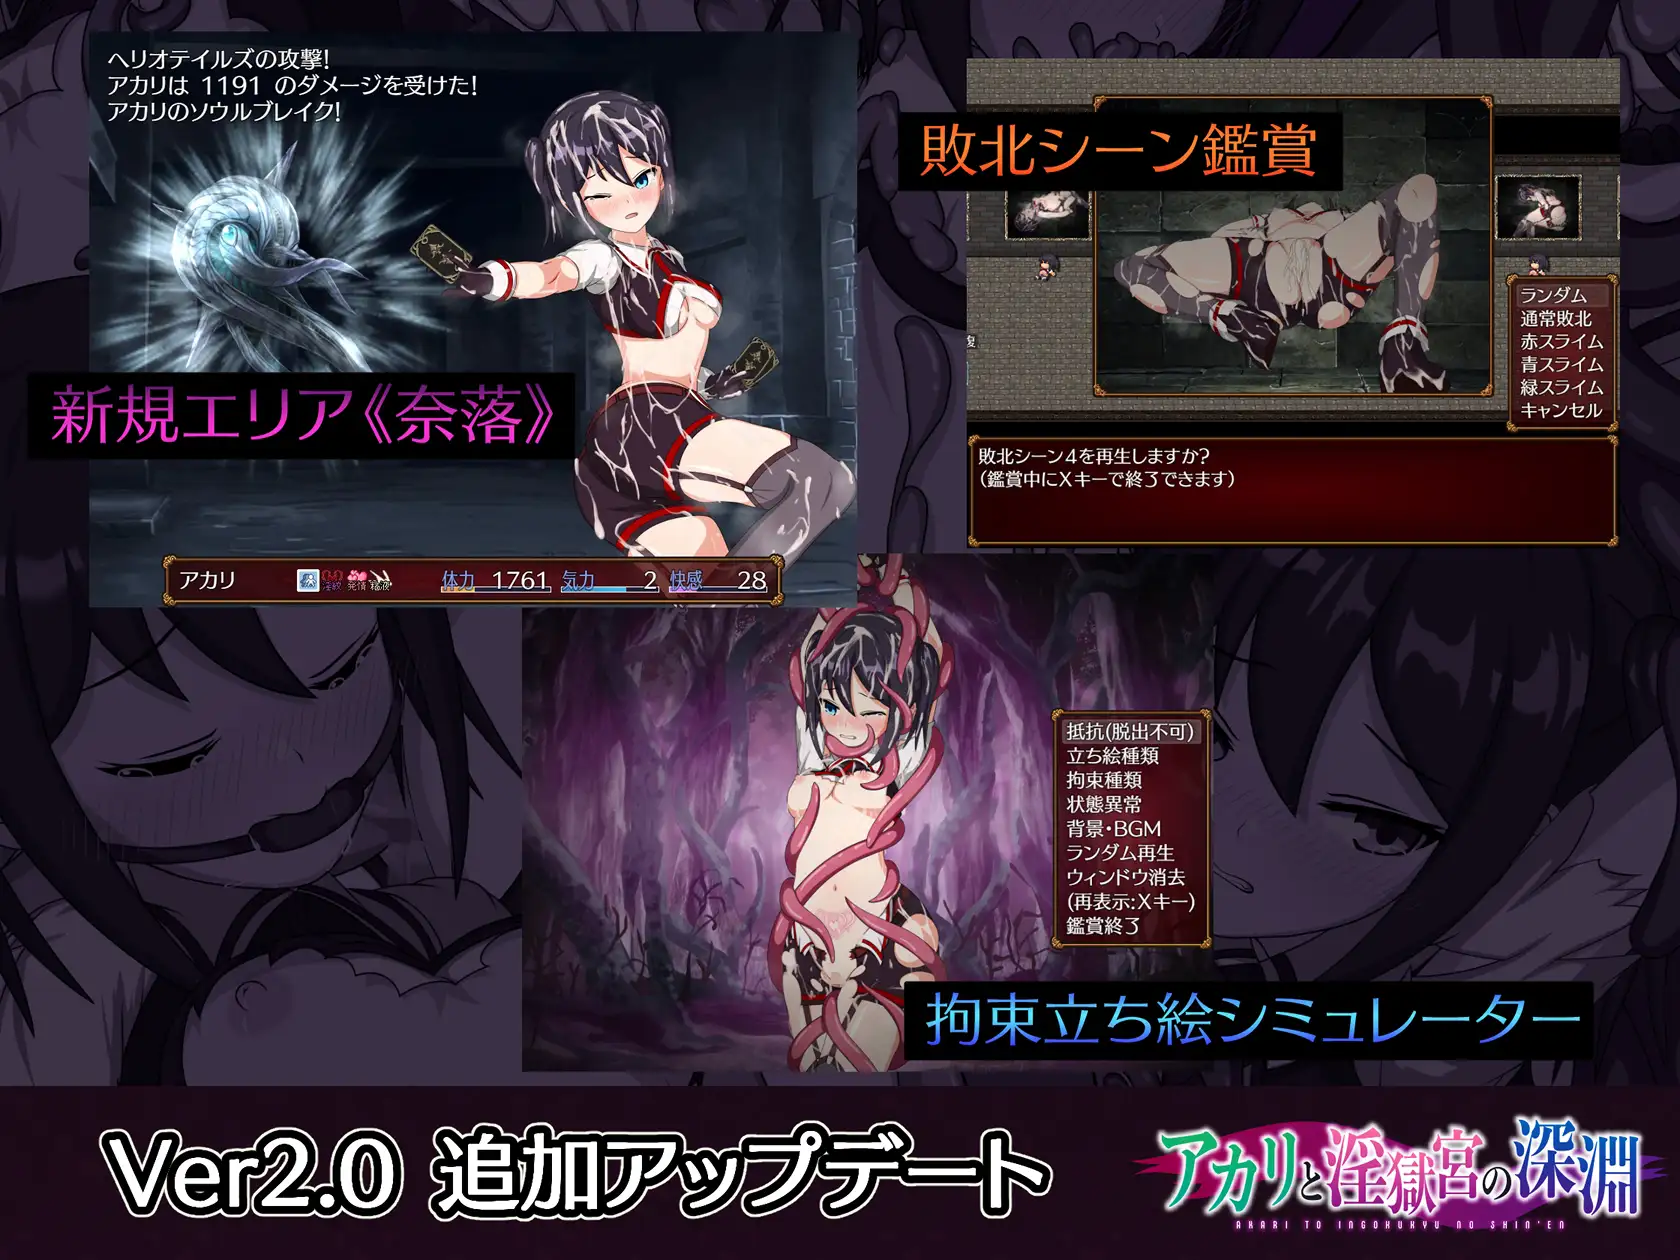 ヘリオテイルズの攻撃!
アカリは 1191 のダメージを受けた!
アカリのソウルブレイク!
新規エリア《奈落》
アカリ
淫紋 発情 粘液
体力 1761 気力 2 快感 28
敗北シーン鑑賞
ランダム
通常敗北
赤スライム
青スライム
緑スライム
キャンセル
敗北シーン4を再生しますか?
(鑑賞中にXキーで終了できます)
抵抗(脱出不可)
立ち絵種類
拘束種類
状態異常
背景・BGM
ランダム再生
ウィンドウ消去
(再表示:Xキー)
鑑賞終了
拘束立ち絵シミュレーター
Ver2.0 追加アップデート
アカリと淫獄宮の深淵
AKARI TO INGOKUKYU NO SHIN'EN